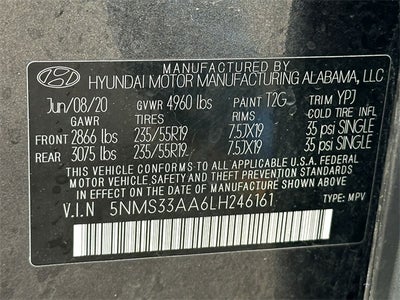 MANUFACTURED BY
HYUNDAI MOTOR MANUFACTURING ALABAMA, LLC
Jun/08/20 GVWR 4960 lbs PAINT T2G TRIM YPJ
GAWR TIRES RIMS COLD TIRE INFL
FRONT 2866 lbs 235/55R19 7.5JX19 35 psi SINGLE
REAR 3075 lbs 235/55R19 7.5JX19 35 psi SINGLE
THIS VEHICLE CONFORMS TO ALL APPLICABLE U.S. FEDERAL
MOTOR VEHICLE SAFETY AND THEFT PREVENTION STANDARDS
IN EFFECT ON THE DATE OF MANUFACTURE SHOWN ABOVE.
V.I.N 5NMS33AA6LH246161 TYPE: MPV